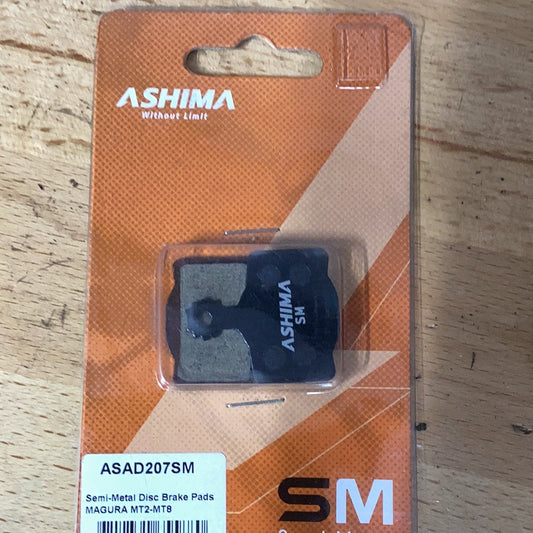 ASHIMA
Without Limit
ASHIMA
SM
ASAD207SM
Semi-Metal Disc Brake Pads
MAGURA MT2-MT8
SM